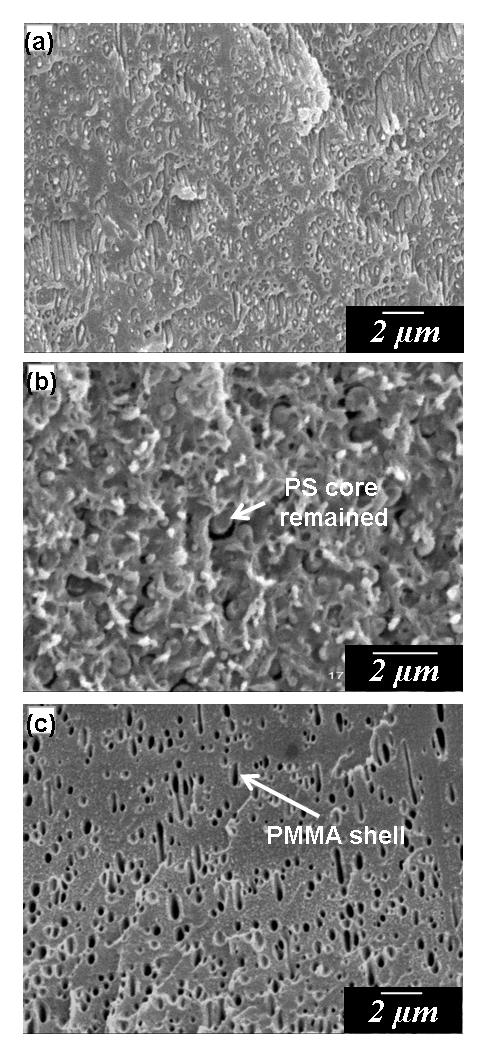 (a)
2 µm
(b)
PS core
remained
17
2 µm
(c)
PMMA shell
2 µm